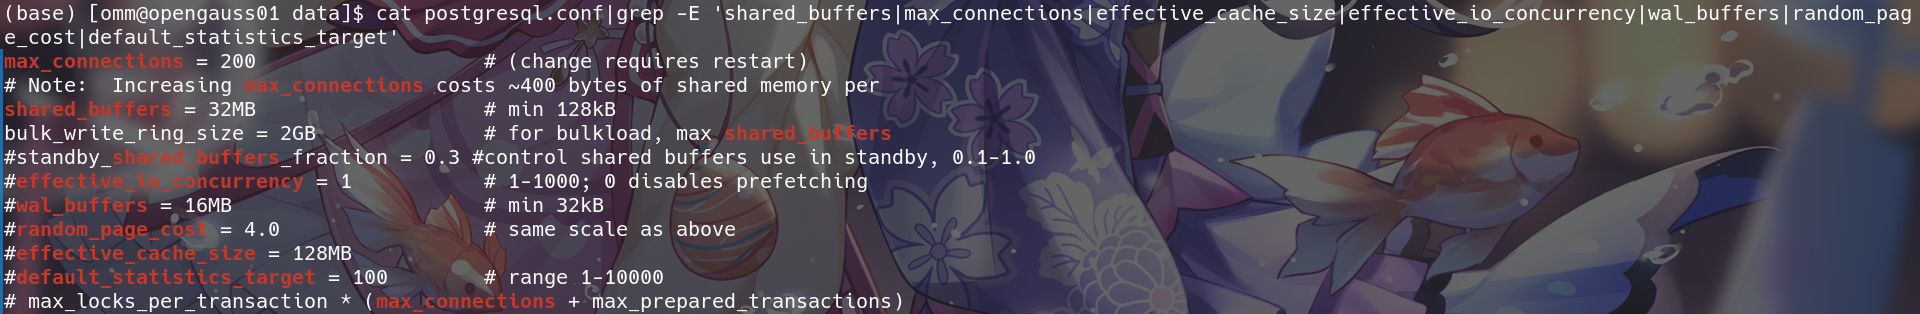 (base) [omm@opengauss01 data]$ cat postgresql.conf|grep -E 'shared_buffers|max_connections|effective_cache_size|effective_io_concurrency|wal_buffers|random_pag
e_cost|default_statistics_target'
max_connections = 200                   # (change requires restart)
# Note:  Increasing max_connections costs ~400 bytes of shared memory per
shared_buffers = 32MB                   # min 128kB
bulk_write_ring_size = 2GB              # for bulkload, max shared_buffers
#standby_shared_buffers_fraction = 0.3 #control shared buffers use in standby, 0.1-1.0
#effective_io_concurrency = 1           # 1-1000; 0 disables prefetching
#wal_buffers = 16MB                     # min 32kB
#random_page_cost = 4.0                 # same scale as above
#effective_cache_size = 128MB
#default_statistics_target = 100        # range 1-10000
# max_locks_per_transaction * (max_connections + max_prepared_transactions)